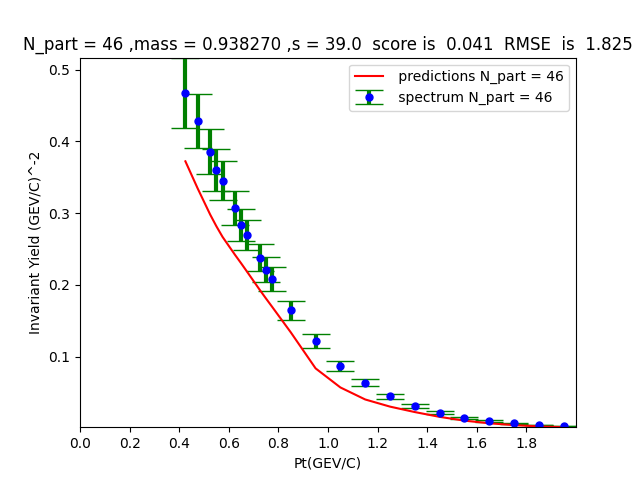 N_part = 46 ,mass = 0.938270 ,s = 39.0  score is  0.041  RMSE  is  1.825
predictions N_part = 46
spectrum N_part = 46
Invariant Yield (GeV/C)^-2
0.5
0.4
0.3
0.2
0.1
0.0 0.2 0.4 0.6 0.8 1.0 1.2 1.4 1.6 1.8
Pt(GEV/C)